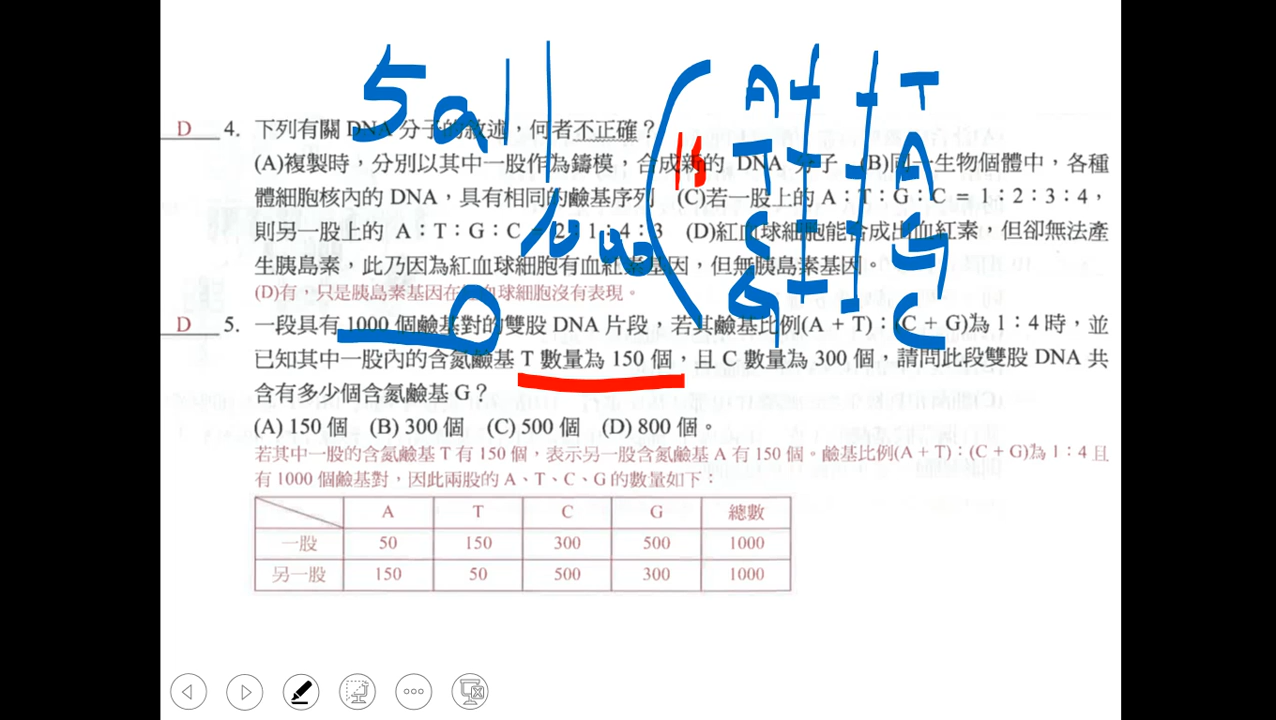 D 4. 下列有關 DNA 分子的敘述，何者不正確？
(A)複製時，分別以其中一股作為鑄模，合成新的 DNA 分子 (B)同一生物個體中，各種
體細胞核內的 DNA，具有相同的鹼基序列 (C)若一股上的 A：T：G：C = 1：2：3：4，
則另一股上的 A：T：G：C = 2：1：4：3 (D)紅血球細胞能合成出血紅素，但卻無法產
生胰島素，此乃因為紅血球細胞有血紅素基因，但無胰島素基因。
(D)有，只是胰島素基因在紅血球細胞沒有表現。
D 5. 一段具有 1000 個鹼基對的雙股 DNA 片段，若其鹼基比例(A + T)：(C + G)為 1：4 時，並
已知其中一股內的含氮鹼基 T 數量為 150 個，且 C 數量為 300 個，請問此段雙股 DNA 共
含有多少個含氮鹼基 G？
(A) 150 個 (B) 300 個 (C) 500 個 (D) 800 個。
若其中一股的含氮鹼基 T 有 150 個，表示另一股含氮鹼基 A 有 150 個。鹼基比例(A + T)：(C + G)為 1：4 且
有 1000 個鹼基對，因此兩股的 A、T、C、G 的數量如下：
A T C G 總數
一股 50 150 300 500 1000
另一股 150 50 500 300 1000
A T
T A
C G
G C